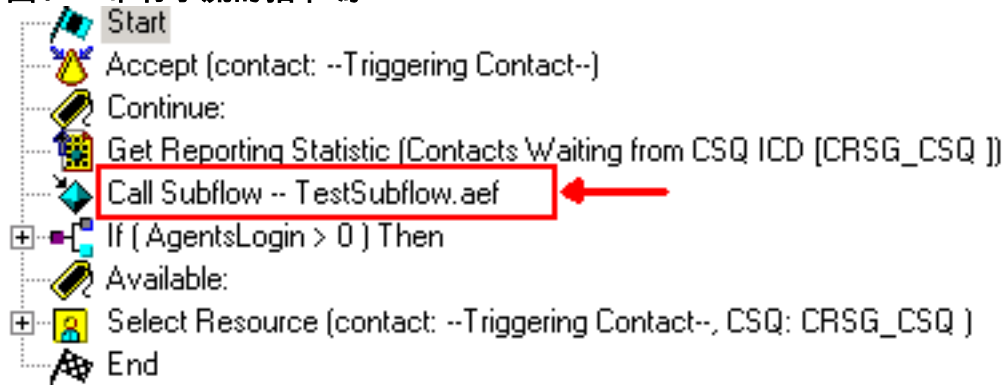 Start
Accept (contact: --Triggering Contact--)
Continue:
Get Reporting Statistic (Contacts Waiting from CSQ ICD [CRSG_CSQ ])
Call Subflow -- TestSubflow.aef
If ( AgentsLogin > 0 ) Then
Available:
Select Resource (contact: --Triggering Contact--, CSQ: CRSG_CSQ )
End